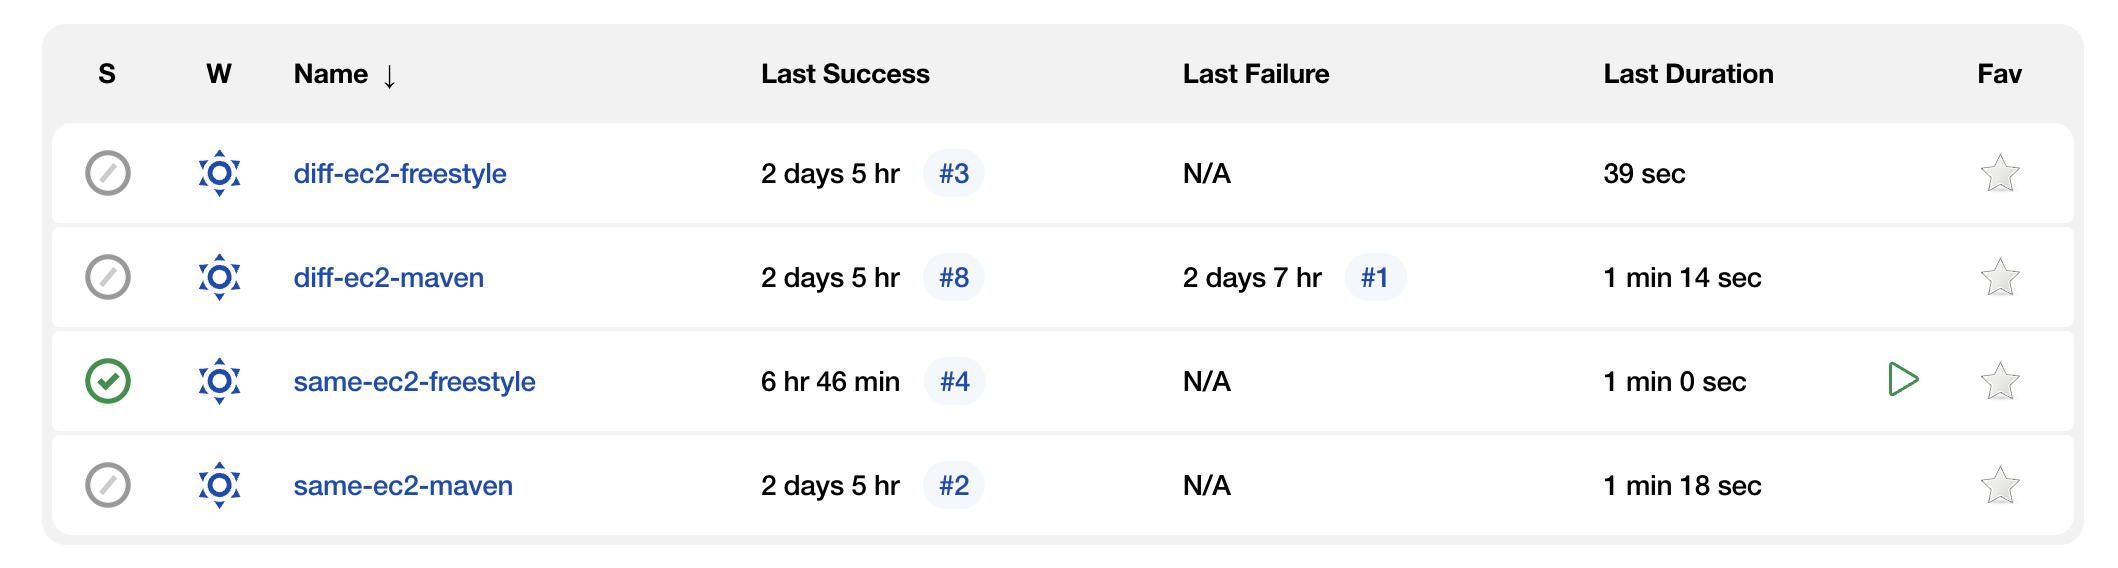 S W Name ↓ Last Success Last Failure Last Duration Fav
diff-ec2-freestyle 2 days 5 hr #3 N/A 39 sec
diff-ec2-maven 2 days 5 hr #8 2 days 7 hr #1 1 min 14 sec
same-ec2-freestyle 6 hr 46 min #4 N/A 1 min 0 sec
same-ec2-maven 2 days 5 hr #2 N/A 1 min 18 sec